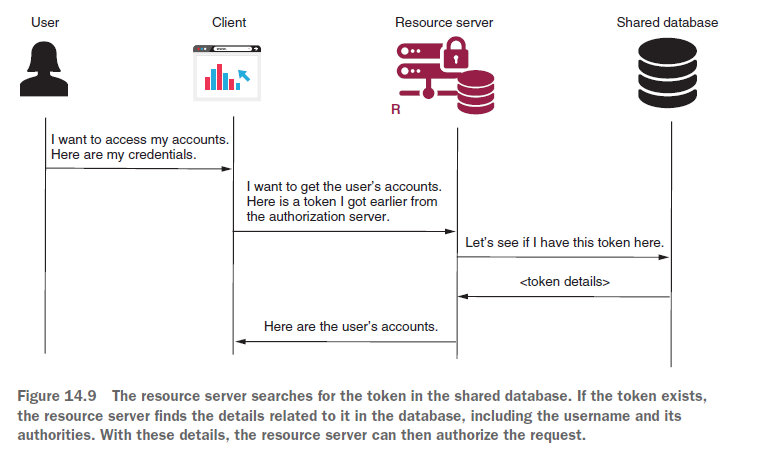 User
Client
Resource server
Shared database
www.
R
I want to access my accounts.
Here are my credentials.
I want to get the user's accounts.
Here is a token I got earlier from
the authorization server.
Let's see if I have this token here.
<token details>
Here are the user's accounts.
Figure 14.9 The resource server searches for the token in the shared database. If the token exists,
the resource server finds the details related to it in the database, including the username and its
authorities. With these details, the resource server can then authorize the request.